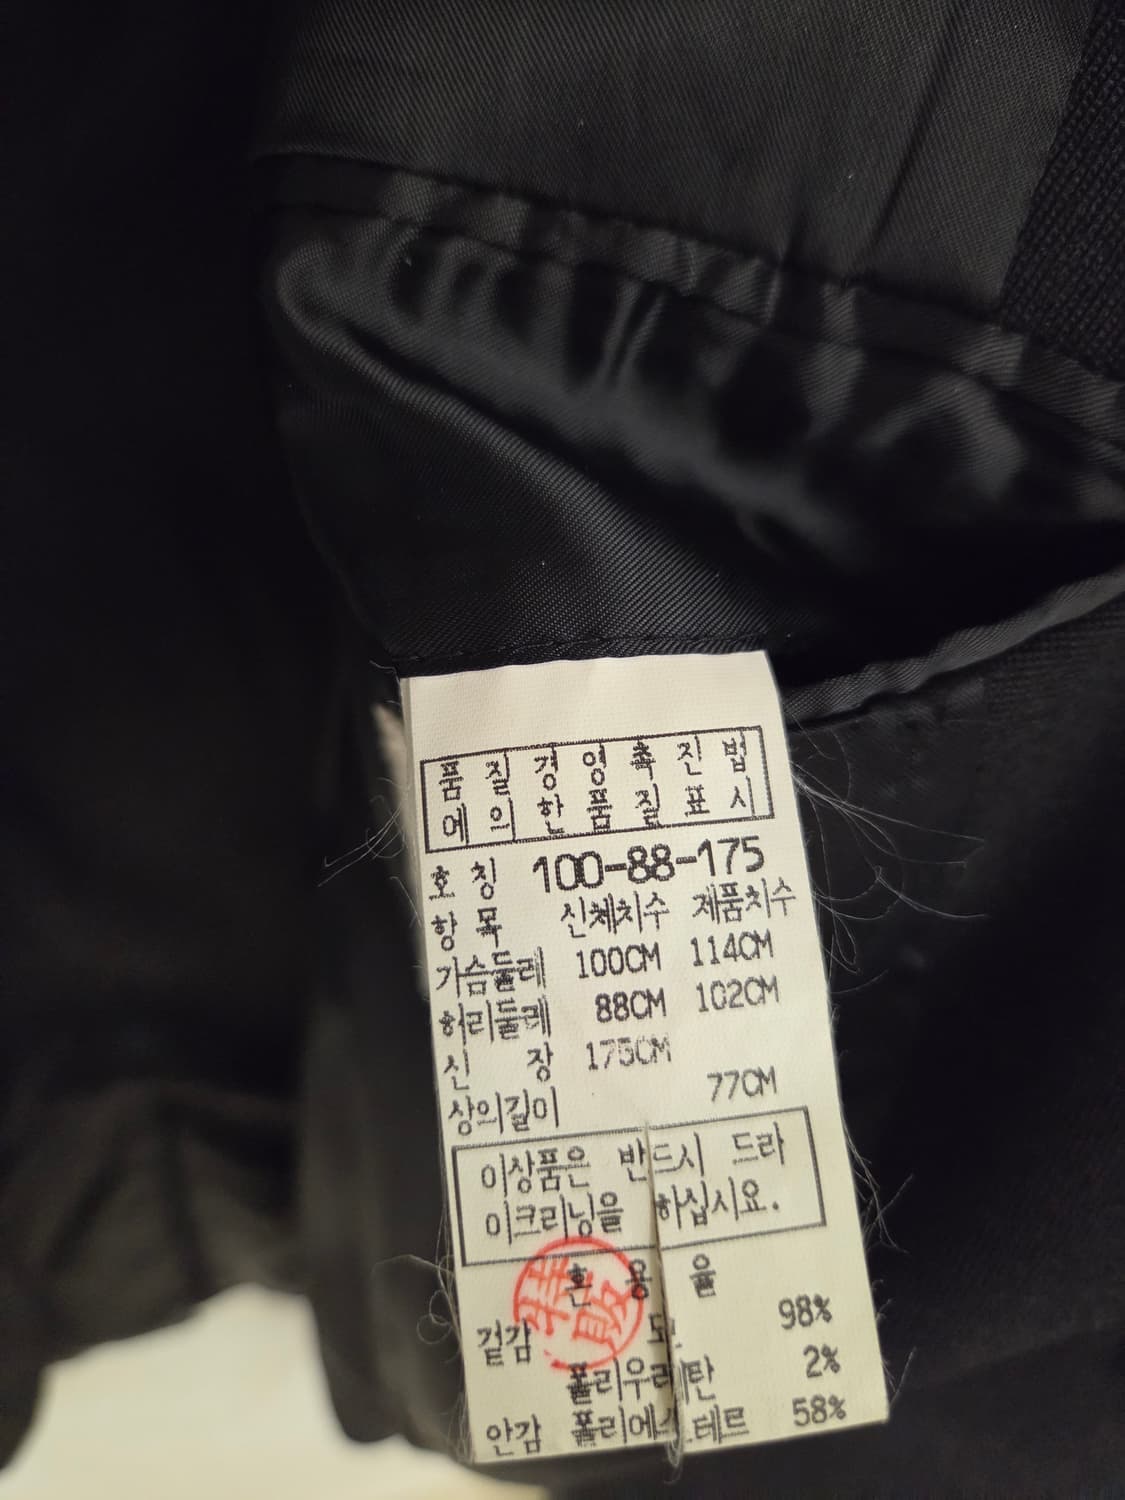 품질경영촉진법
에의한품질표시
호칭 100-88-175
항목 신체치수 제품치수
가슴둘레 100CM 114CM
허리둘레 88CM 102CM
신장 175CM
상의길이 77CM
이상품은 반드시 드라
이크리닝을 하십시요.
혼용율
特販
겉감 모 98%
폴리우레탄 2%
안감 폴리에스테르 58%